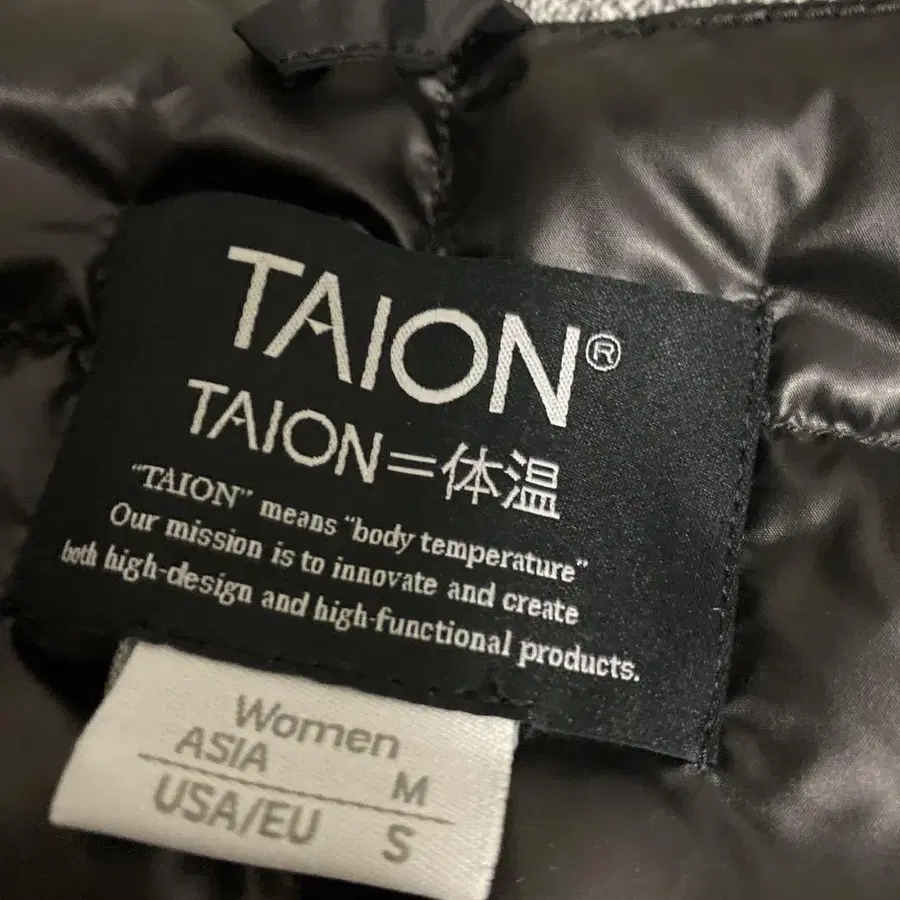 TAION®
TAION=体温
"TAION" means "body temperature"
Our mission is to innovate and create
both high-design and high-functional products.
Women
ASIA M
USA/EU S